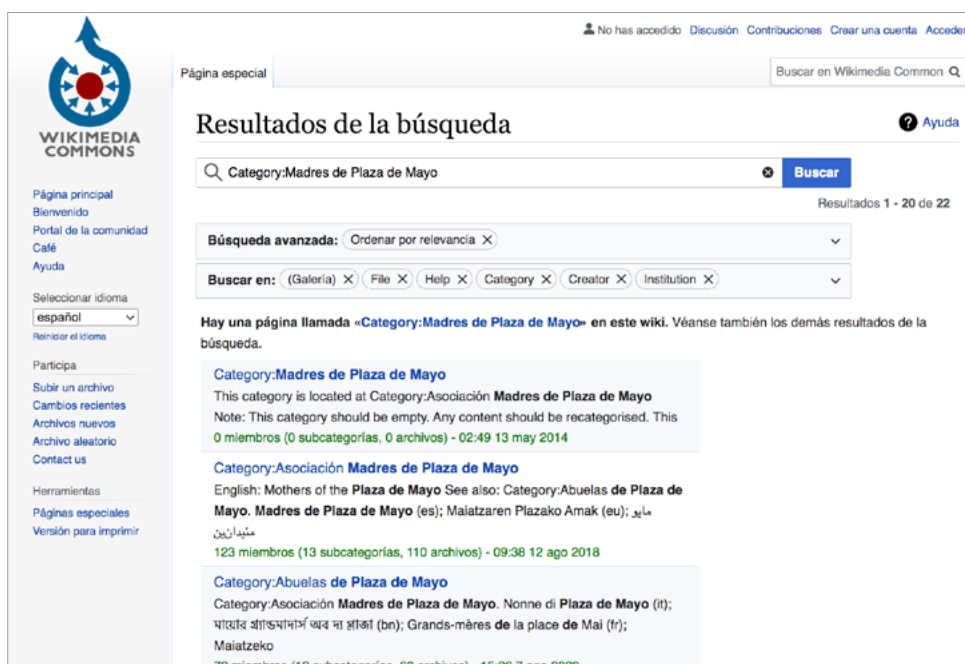 No has accedido Discusión Contribuciones Crear una cuenta Acceder
Página especial
Buscar en Wikimedia Common
WIKIMEDIA
COMMONS
Resultados de la búsqueda
Ayuda
Category:Madres de Plaza de Mayo
Buscar
Resultados 1 - 20 de 22
Página principal
Bienvenido
Portal de la comunidad
Café
Ayuda
Búsqueda avanzada: Ordenar por relevancia
Buscar en: (Galería) File Help Category Creator Institution
Seleccionar idioma
español
Reiniciar el idioma
Hay una página llamada «Category:Madres de Plaza de Mayo» en este wiki. Véanse también los demás resultados de la
búsqueda.
Participa
Subir un archivo
Cambios recientes
Archivos nuevos
Archivo aleatorio
Contact us
Herramientas
Páginas especiales
Versión para imprimir
Category:Madres de Plaza de Mayo
This category is located at Category:Asociación Madres de Plaza de Mayo
Note: This category should be empty. Any content should be recategorised. This
0 miembros (0 subcategorías, 0 archivos) - 02:49 13 may 2014
Category:Asociación Madres de Plaza de Mayo
English: Mothers of the Plaza de Mayo See also: Category:Abuelas de Plaza de
Mayo. Madres de Plaza de Mayo (es); Maiatzaren Plazako Amak (eu); مايو
123 miembros (13 subcategorías, 110 archivos) - 09:38 12 ago 2018
Category:Abuelas de Plaza de Mayo
Category:Asociación Madres de Plaza de Mayo. Nonne di Plaza de Mayo (it);
মায়োর গ্র্যান্ডমাদার্স অব দ্য প্লাজা (bn); Grands-mères de la place de Mai (fr);
Maiatzeko